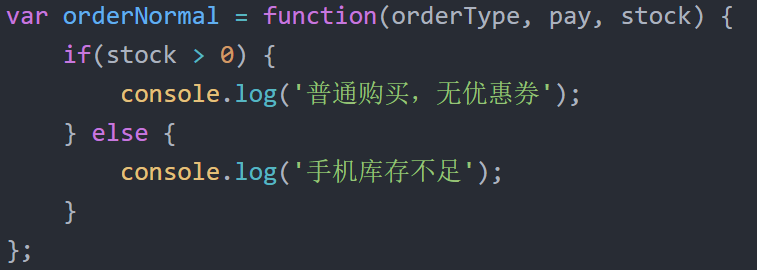 var orderNormal = function(orderType, pay, stock) {
    if(stock > 0) {
        console.log('普通购买，无优惠券');
    } else {
        console.log('手机库存不足');
    }
};